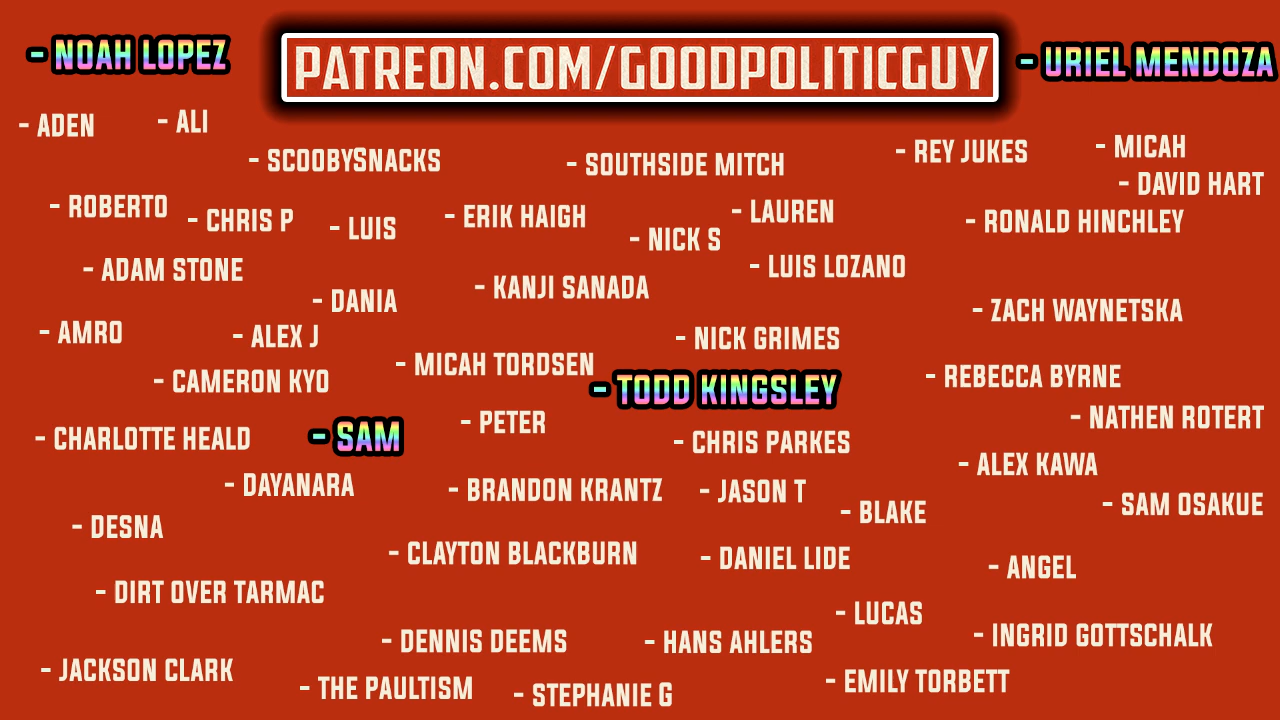 - NOAH LOPEZ
PATREON.COM/GOODPOLITICGUY
- URIEL MENDOZA
- ADEN
- ALI
- SCOOBYSNACKS
- SOUTHSIDE MITCH
- REY JUKES
- MICAH
- DAVID HART
- ROBERTO
- CHRIS P
- LUIS
- ERIK HAIGH
- NICK S
- LAUREN
- RONALD HINCHLEY
- ADAM STONE
- DANIA
- KANJI SANADA
- LUIS LOZANO
- ZACH WAYNETSKA
- AMRO
- ALEX J
- NICK GRIMES
- MICAH TORDSEN
- CAMERON KYO
- TODD KINGSLEY
- REBECCA BYRNE
- NATHEN ROTERT
- CHARLOTTE HEALD
- SAM
- PETER
- CHRIS PARKES
- ALEX KAWA
- DAYANARA
- BRANDON KRANTZ
- JASON T
- BLAKE
- SAM OSAKUE
- DESNA
- CLAYTON BLACKBURN
- DANIEL LIDE
- ANGEL
- DIRT OVER TARMAC
- LUCAS
- DENNIS DEEMS
- HANS AHLERS
- INGRID GOTTSCHALK
- JACKSON CLARK
- THE PAULTISM
- STEPHANIE G
- EMILY TORBETT